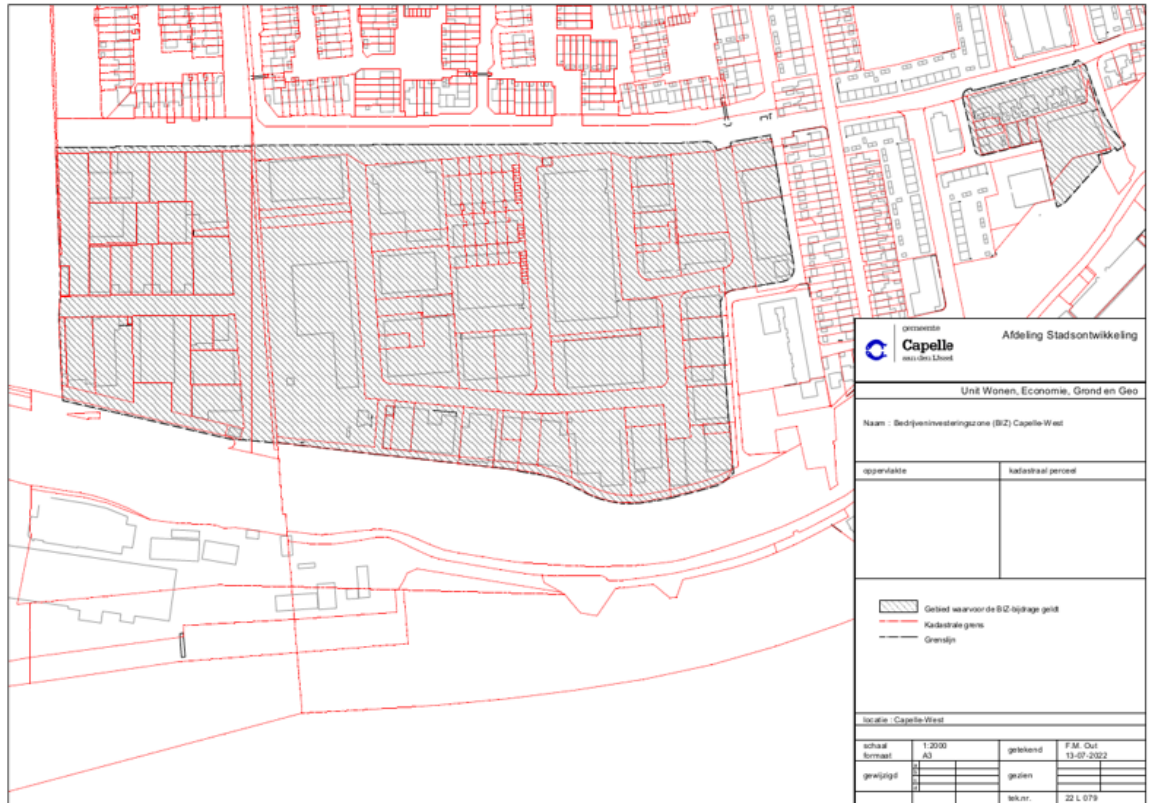 gemeente
Capelle
aan den IJssel
Afdeling Stadsontwikkeling
Unit Wonen, Economie, Grond en Geo
Naam : Bedrijveninvesteringszone (BIZ) Capelle-West
oppervlakte
kadastraal perceel
Gebied waarvoor de BIZ-bijdrage geldt
Kadastrale grens
Grenslijn
locatie : Capelle-West
schaal 1:2000
formaat A3
getekend F.M. Out
13-07-2022
gewijzigd
gezien
tek.nr. 22 L 079